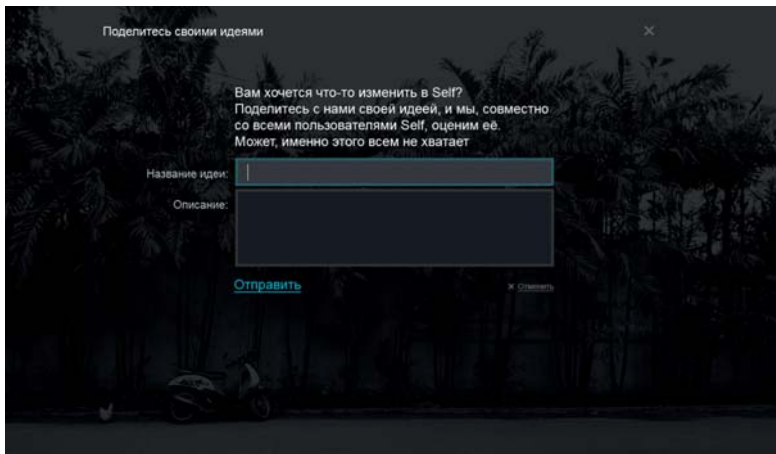 Поделитесь своими идеями
Вам хочется что-то изменить в Self?
Поделитесь с нами своей идеей, и мы, совместно
со всеми пользователями Self, оценим её.
Может, именно этого всем не хватает
Название идеи:
Описание:
Отправить
× Отменить